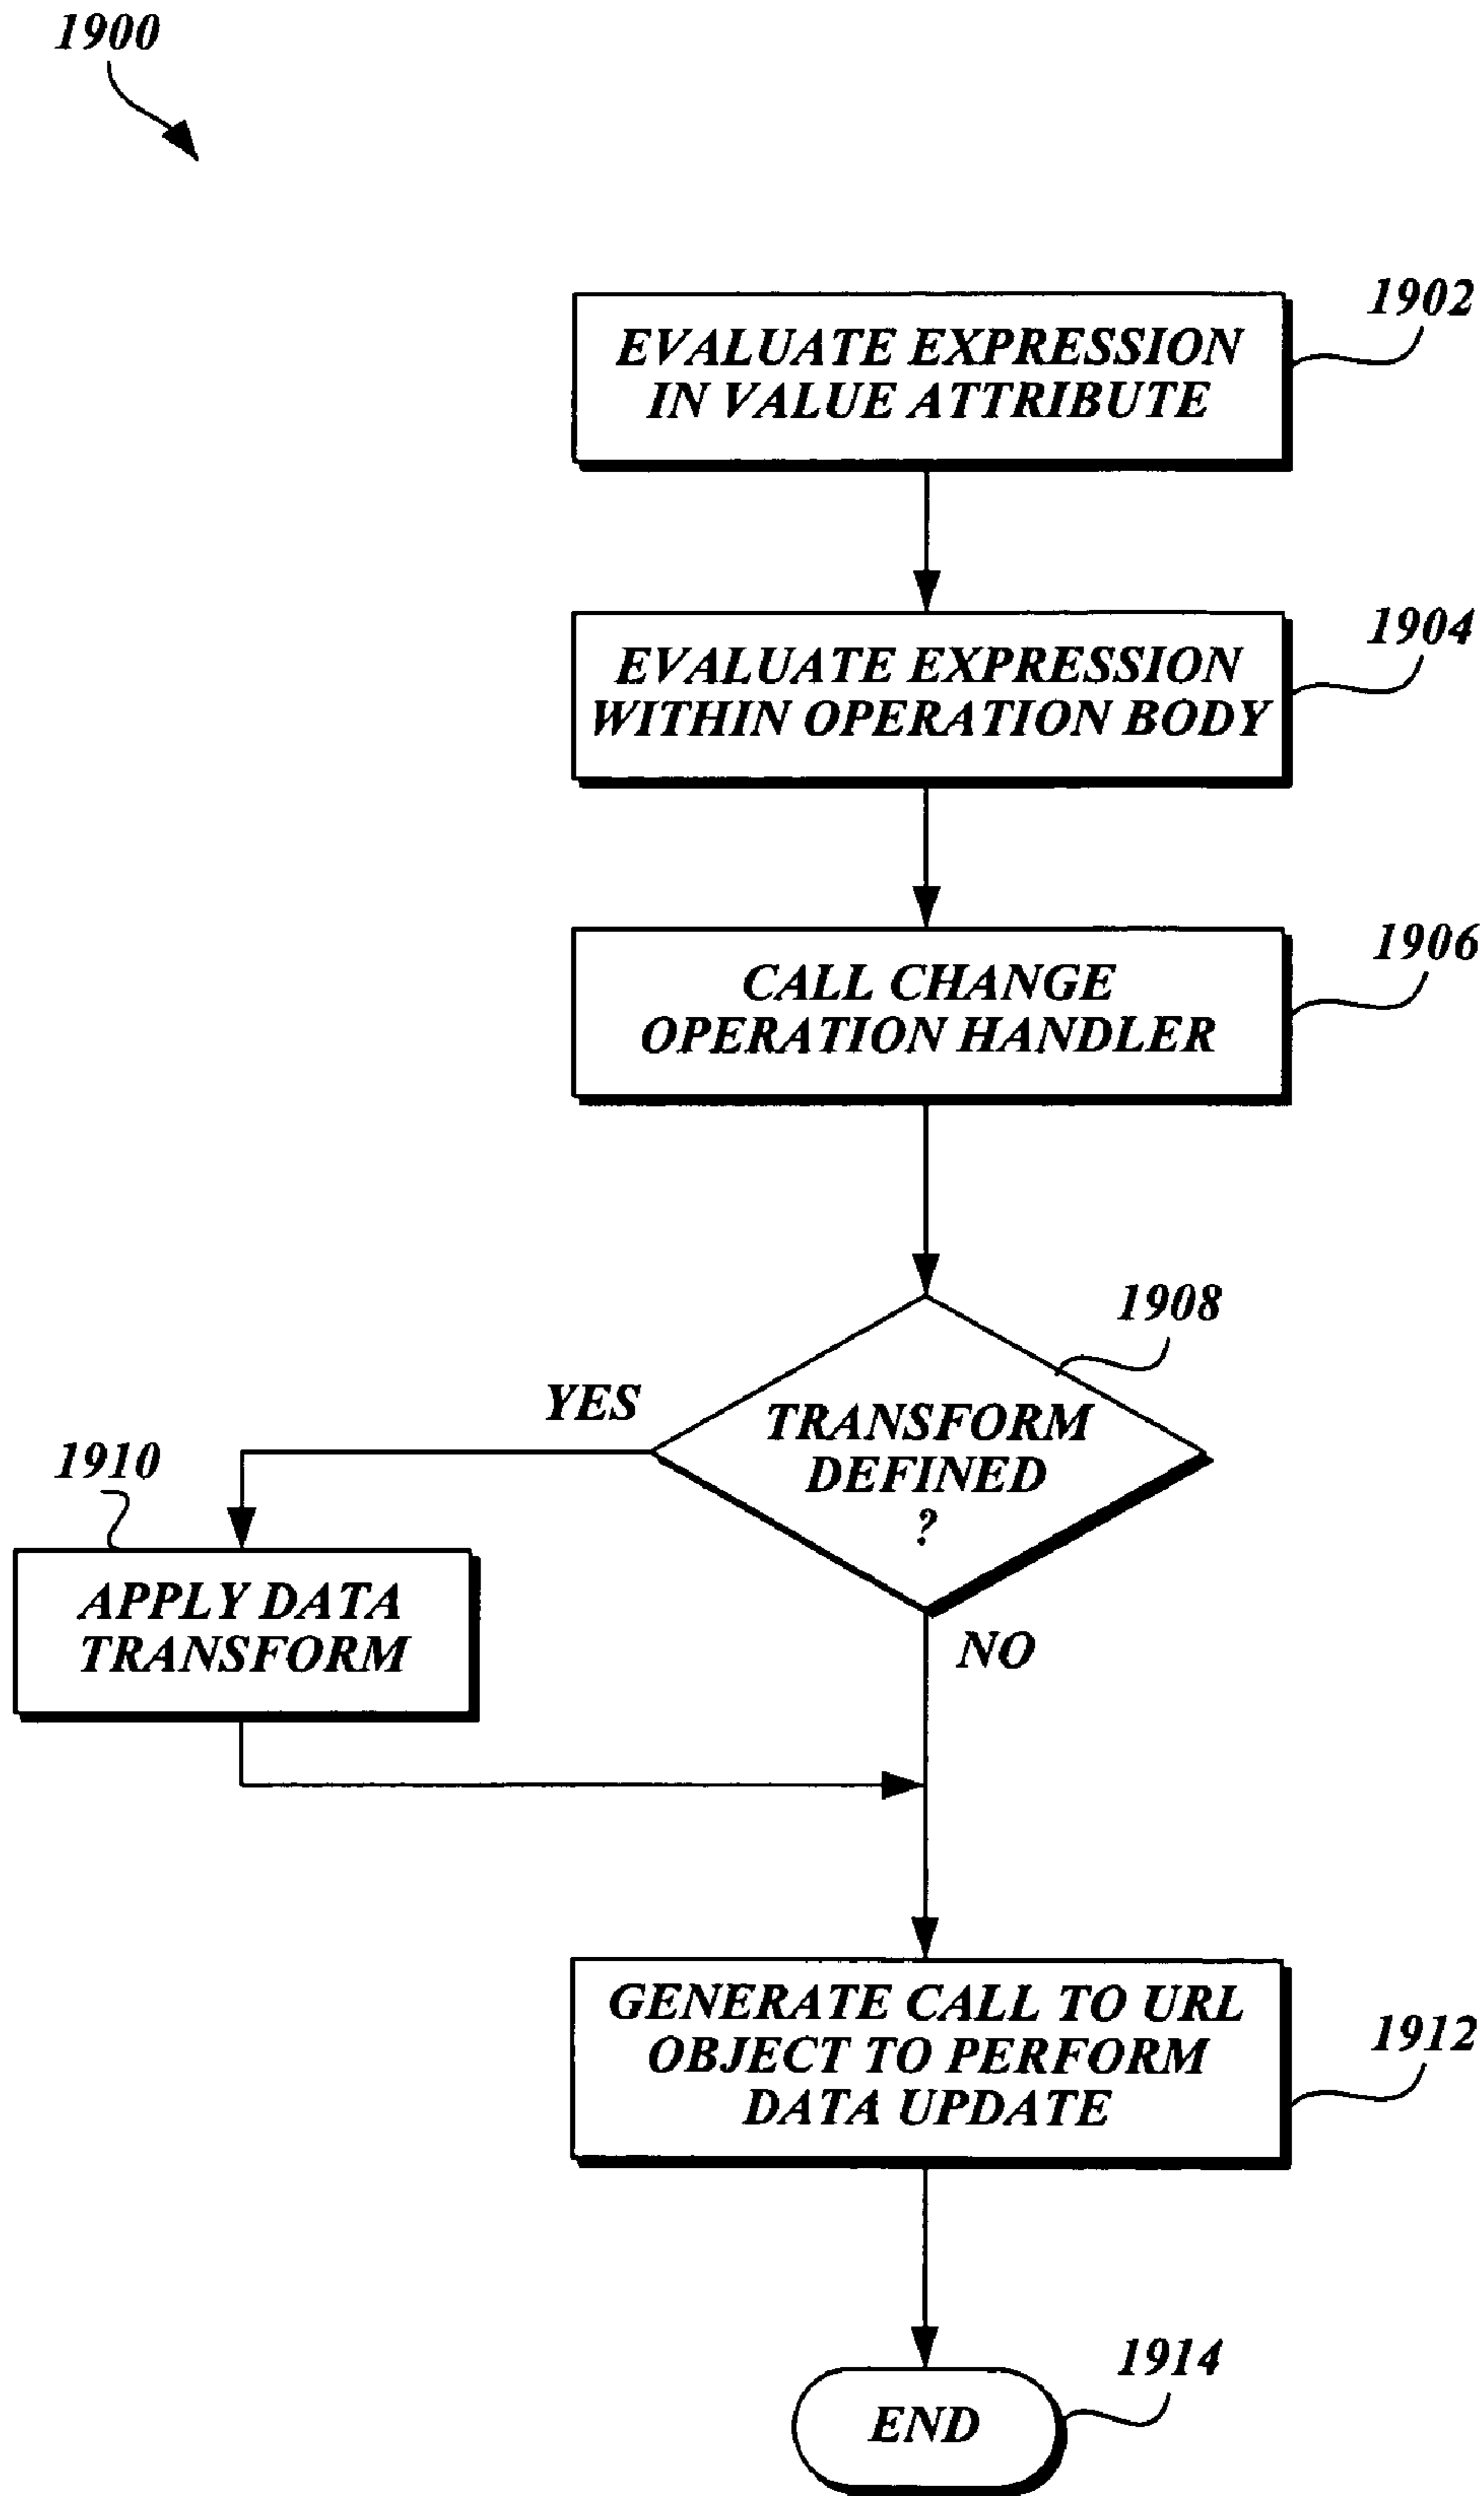 1900
1902
EVALUATE EXPRESSION
IN VALUE ATTRIBUTE
1904
EVALUATE EXPRESSION
WITHIN OPERATION BODY
1906
CALL CHANGE
OPERATION HANDLER
1908
TRANSFORM
DEFINED
?
YES
1910
APPLY DATA
TRANSFORM
NO
GENERATE CALL TO URL
OBJECT TO PERFORM
DATA UPDATE
1912
1914
END